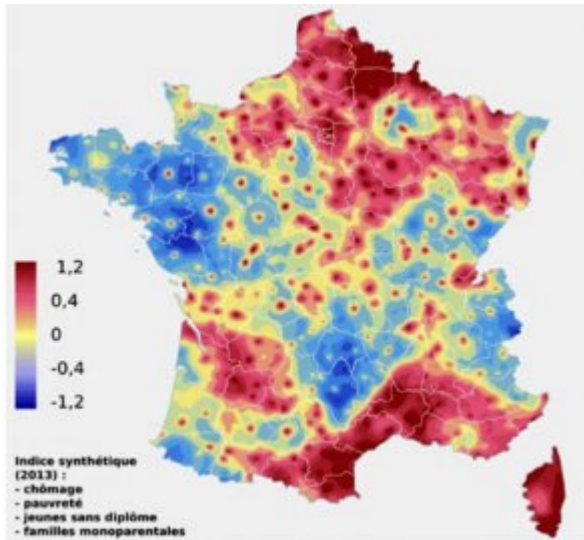 1,2
0,4
0
-0,4
-1,2
Indice synthétique
(2013) :
- chômage
- pauvreté
- jeunes sans diplôme
- familles monoparentales